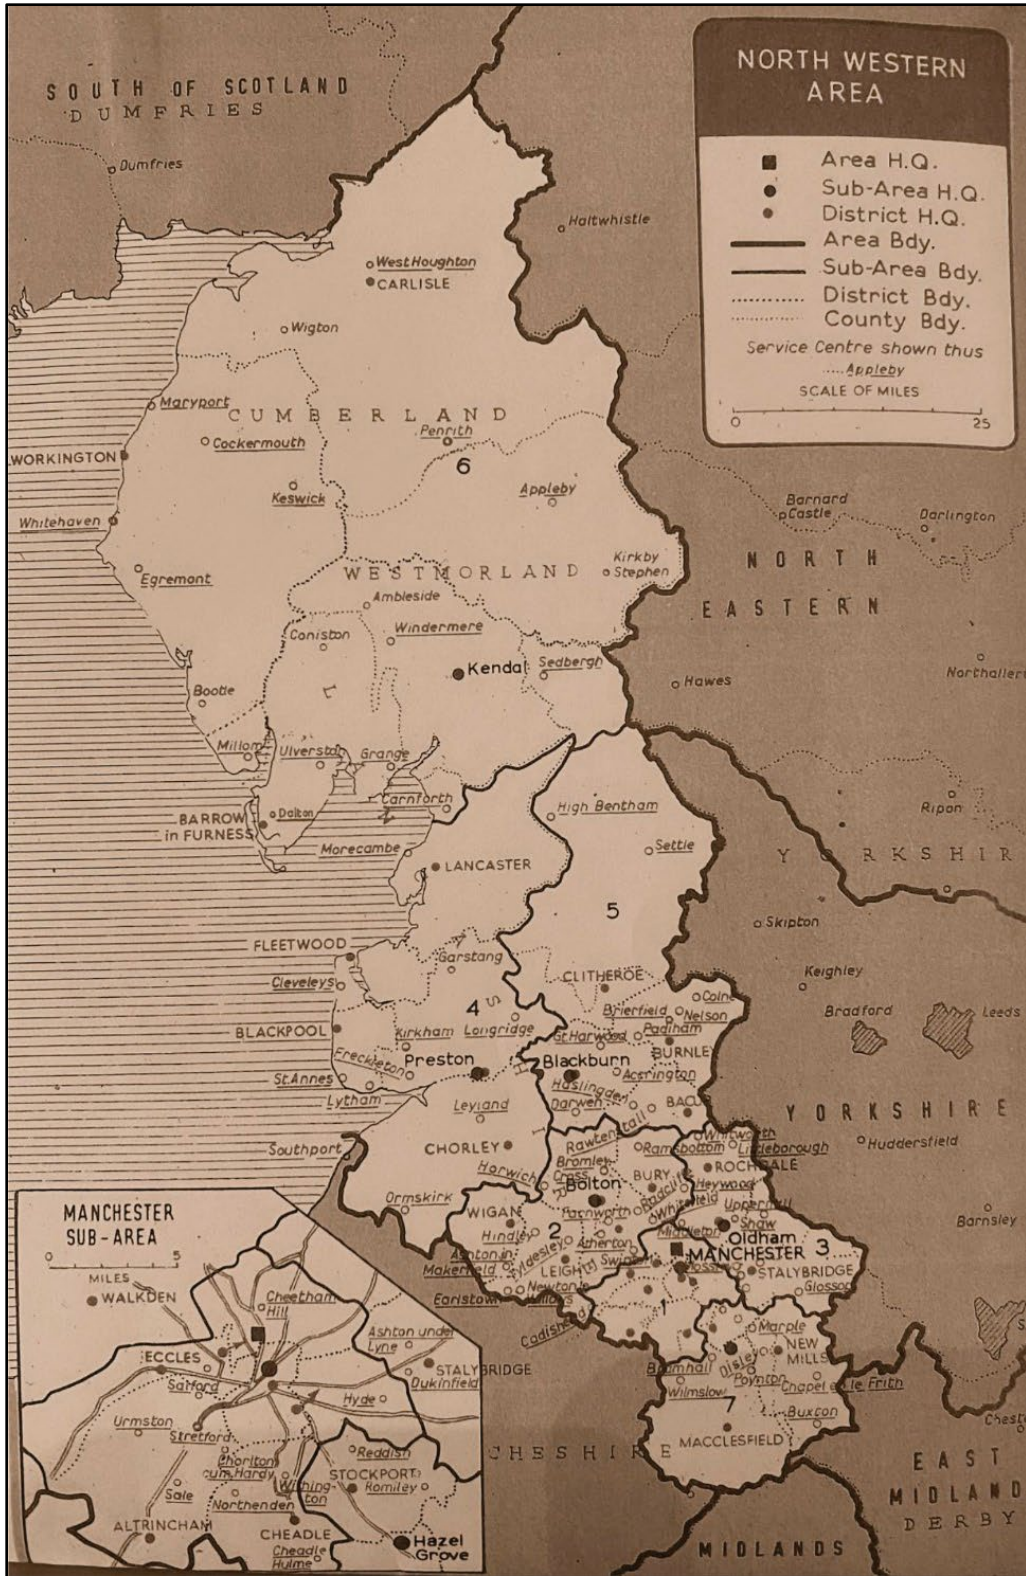 NORTH WESTERN
AREA
Area H.Q.
Sub-Area H.Q.
District H.Q.
Area Bdy.
Sub-Area Bdy.
District Bdy.
County Bdy.
Service Centre shown thus
Appleby
SCALE OF MILES
0 25
SOUTH OF SCOTLAND
DUMFRIES
Dumfries
Haltwhistle
West Houghton
CARLISLE
Wigton
Maryport
CUMBERLAND
Cockermouth
Penrith
WORKINGTON
6
Keswick
Appleby
Barnard
Castle
Darlington
Whitehaven
NORTH
EASTERN
Kirkby
Stephen
Egremont
WESTMORLAND
Ambleside
Coniston
Windermere
Kendal
Sedbergh
Hawes
Bootle
Millom
Ulverston
Grange
Carnforth
High Bentham
Ripon
BARROW
in FURNESS
Dalton
Morecambe
Settle
LANCASTER
5
Skipton
FLEETWOOD
Garstang
CLITHEROE
Keighley
Cleveleys
Colne
Brierfield
Nelson
Bradford
Leeds
4
BLACKPOOL
Kirkham
Longridge
Gt.Harwood
Padiham
BURNLEY
Freckleton
Preston
Blackburn
St.Annes
Haslingden
Accrington
Lytham
Leyland
Darwen
YORKSHIRE
Rawtenstall
Southport
CHORLEY
Ramsbottom
Whitworth
Littleborough
Huddersfield
Horwich
Bromley
Cross
BURY
ROCHDALE
Heywood
Bolton
Radcliffe
Ormskirk
WIGAN
Farnworth
Whitefield
Uppermill
Barnsley
Hindley
2
Middleton
Shaw
Oldham
Tyldesley
Atherton
MANCHESTER
3
Ashton in
Makerfield
LEIGH
STALYBRIDGE
Glossop
Earlstown
Cadishead
Marple
NEW
MILLS
Bramhall
Disley
Poynton
Wilmslow
Chapel en le Frith
7
Buxton
MACCLESFIELD
CHESHIRE
EAST
MIDLAND
DERBY
MIDLANDS
MANCHESTER
SUB-AREA
0 5
MILES
WALKDEN
Cheetham
Hill
Ashton under
Lyne
ECCLES
STALYBRIDGE
Dukinfield
Salford
Hyde
Urmston
Stretford
Chorlton
cum Hardy
Reddish
STOCKPORT
Romiley
Withing-
ton
Sale
Northenden
ALTRINCHAM
CHEADLE
Hazel
Grove
Cheadle
Hulme